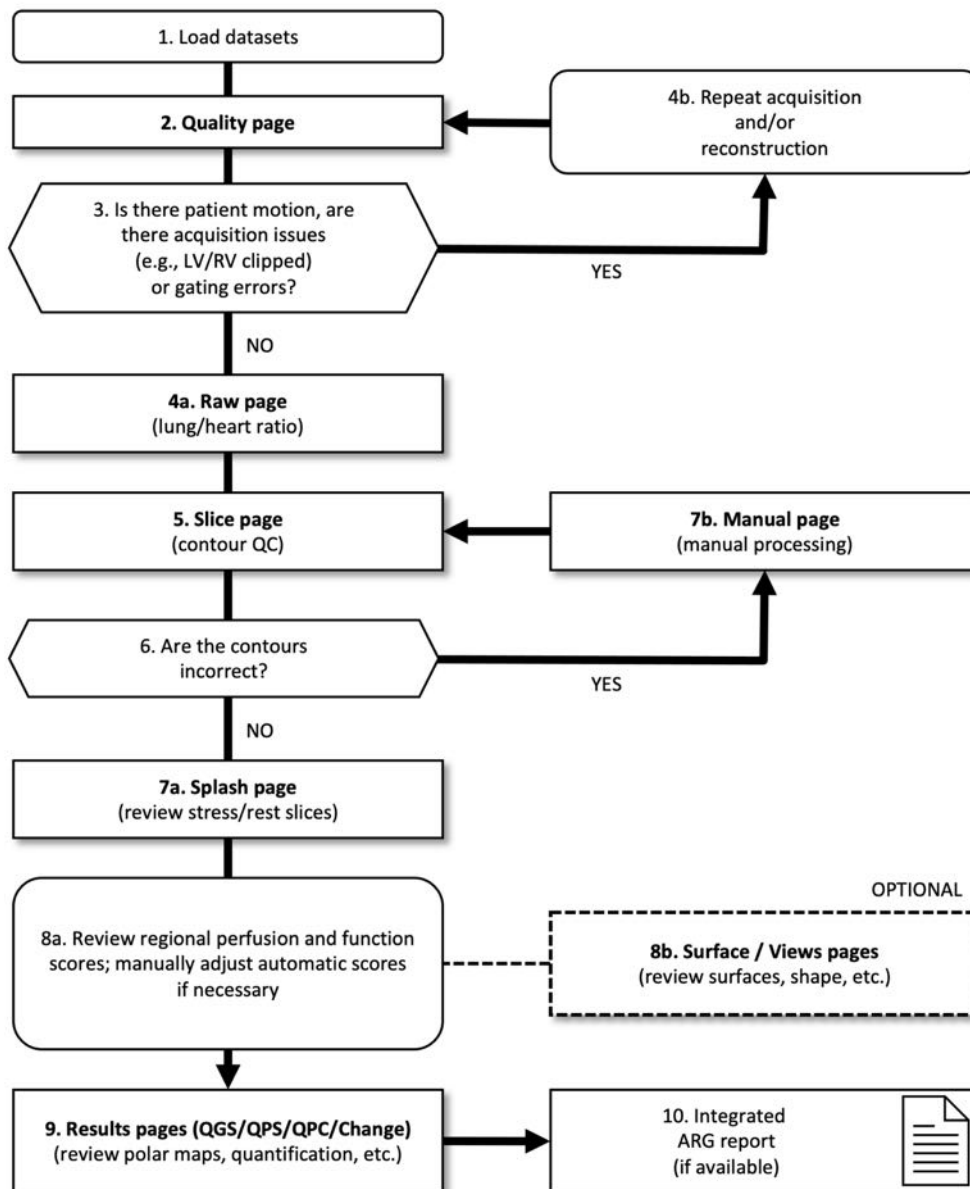 1. Load datasets
2. Quality page
4b. Repeat acquisition
and/or
reconstruction
3. Is there patient motion, are
there acquisition issues
(e.g., LV/RV clipped)
or gating errors?
YES
NO
4a. Raw page
(lung/heart ratio)
5. Slice page
(contour QC)
7b. Manual page
(manual processing)
6. Are the contours
incorrect?
YES
NO
7a. Splash page
(review stress/rest slices)
OPTIONAL
8a. Review regional perfusion and function
scores; manually adjust automatic scores
if necessary
8b. Surface / Views pages
(review surfaces, shape, etc.)
9. Results pages (QGS/QPS/QPC/Change)
(review polar maps, quantification, etc.)
10. Integrated
ARG report
(if available)